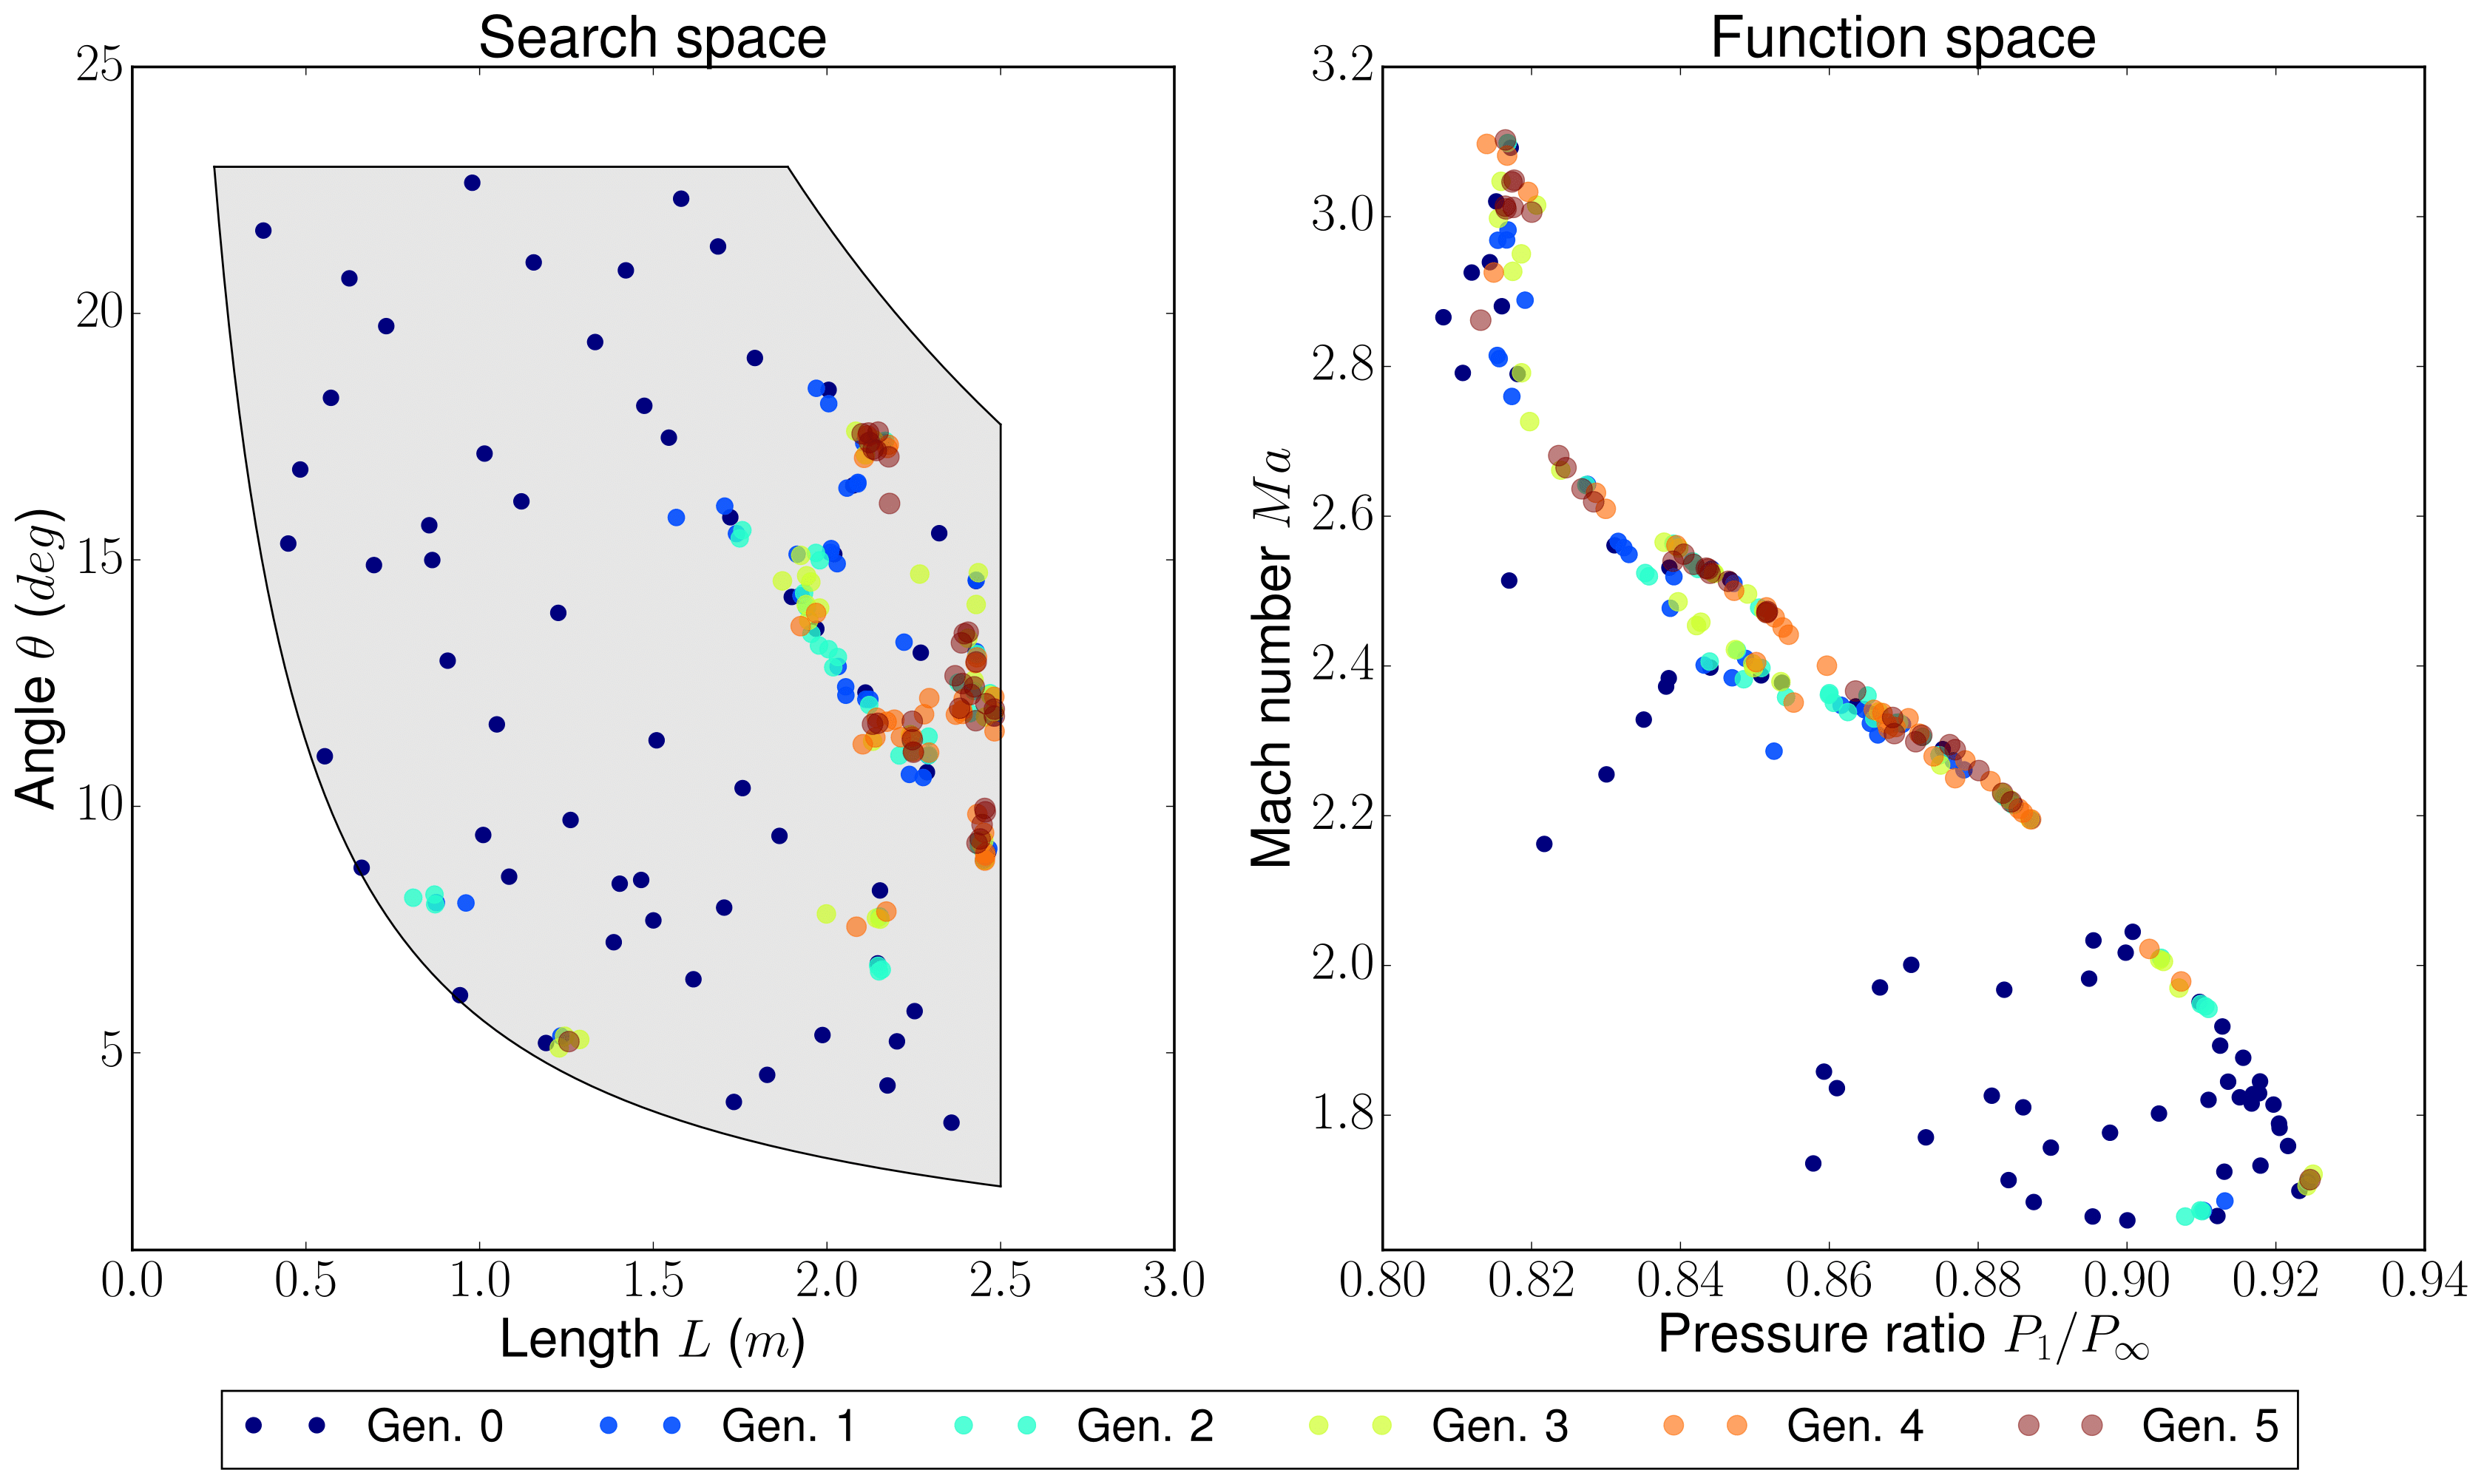 Search space
Function space
25
20
15
10
5
Angle θ (deg)
0.0 0.5 1.0 1.5 2.0 2.5 3.0
Length L (m)
3.2
3.0
2.8
2.6
2.4
2.2
2.0
1.8
Mach number Ma
0.80 0.82 0.84 0.86 0.88 0.90 0.92 0.94
Pressure ratio P₁/P∞
Gen. 0 Gen. 1 Gen. 2 Gen. 3 Gen. 4 Gen. 5